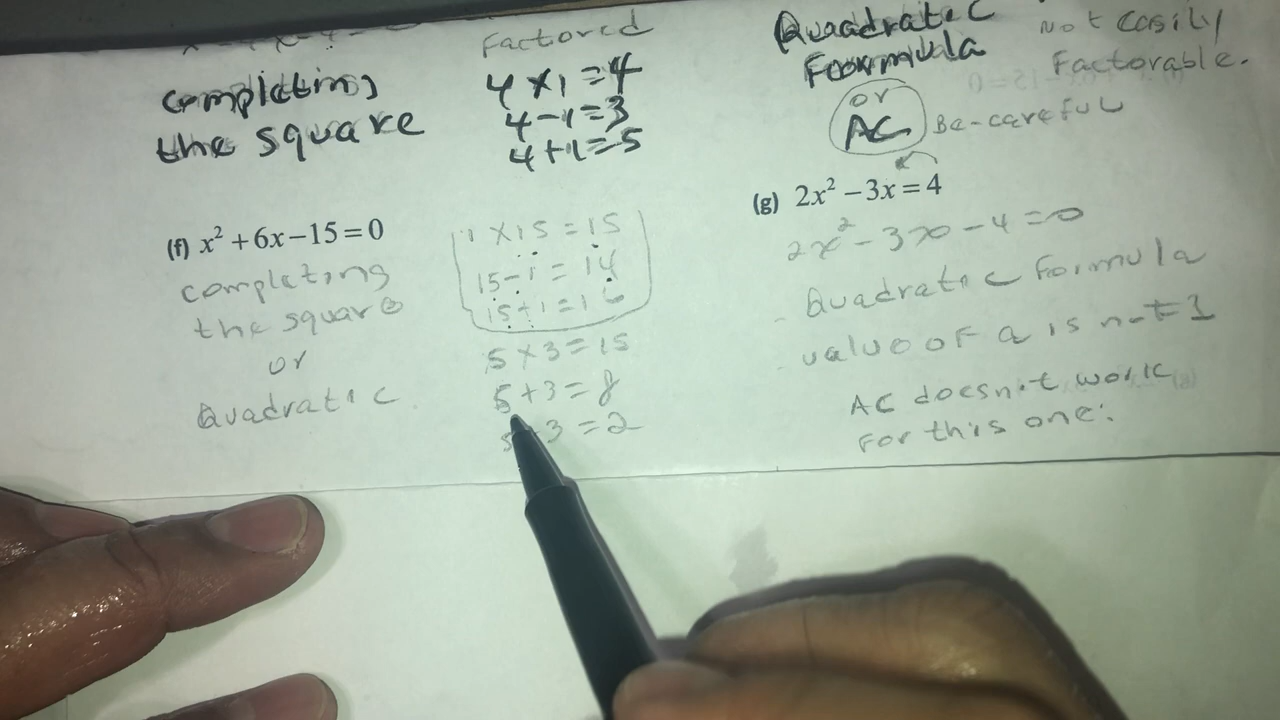 Factored
completing
the square
4 × 1 = 4
4 - 1 = 3
4 + 1 = 5
Quadratic
Formula
Not easily
Factorable.
or
AC
Be-careful
(f) x² + 6x – 15 = 0
completing
the square
or
Quadratic
1 × 15 = 15
15 - 1 = 14
15 + 1 = 16
5 × 3 = 15
5 + 3 = 8
5 - 3 = 2
(g) 2x² – 3x = 4
2x² - 3x - 4 = 0
- Quadratic Formula
- value of a is not 1
AC doesn't work
For this one.